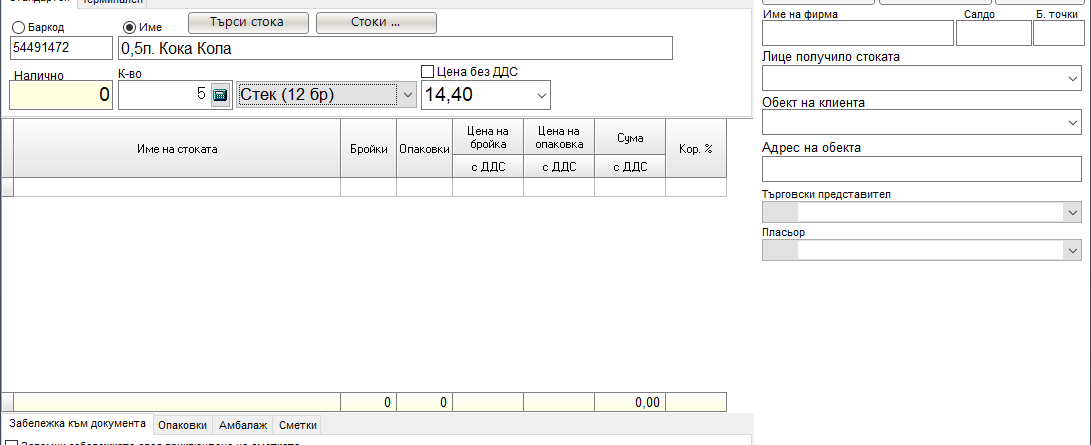 Стандартен Терминален
Баркод
Име
Търси стока
Стоки ...
54491472
0,5л. Кока Кола
Налично
К-во
Цена без ДДС
0
5
Стек (12 бр)
14,40
Име на стоката
Бройки
Опаковки
Цена на бройка
с ДДС
Цена на опаковка
с ДДС
Сума
с ДДС
Кор. %
0
0
0,00
Забележка към документа
Опаковки
Амбалаж
Сметки
Име на фирма
Салдо
Б. точки
Лице получило стоката
Обект на клиента
Адрес на обекта
Търговски представител
Пласьор